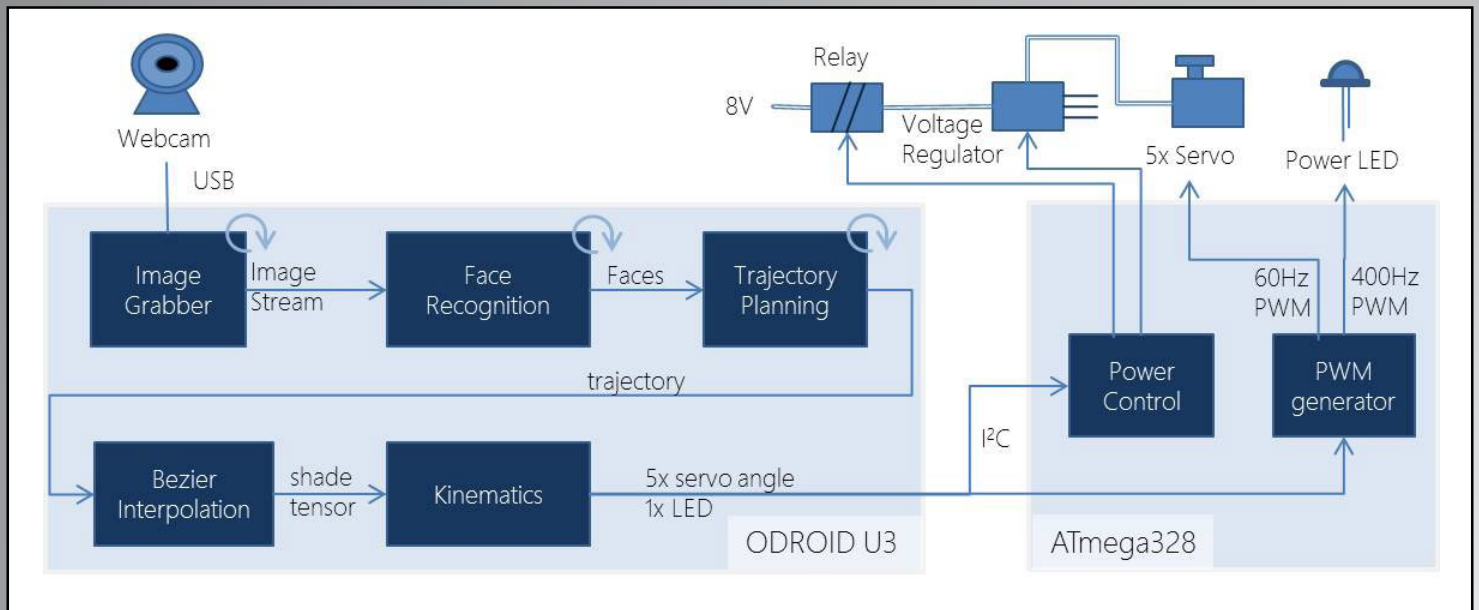 Relay
8V
Webcam
Voltage
Regulator
5x Servo
Power LED
USB
Image
Grabber
Image
Stream
Face
Recognition
Faces
Trajectory
Planning
60Hz
PWM
400Hz
PWM
trajectory
Power
Control
PWM
generator
I²C
Bezier
Interpolation
shade
tensor
Kinematics
5x servo angle
1x LED
ODROID U3
ATmega328